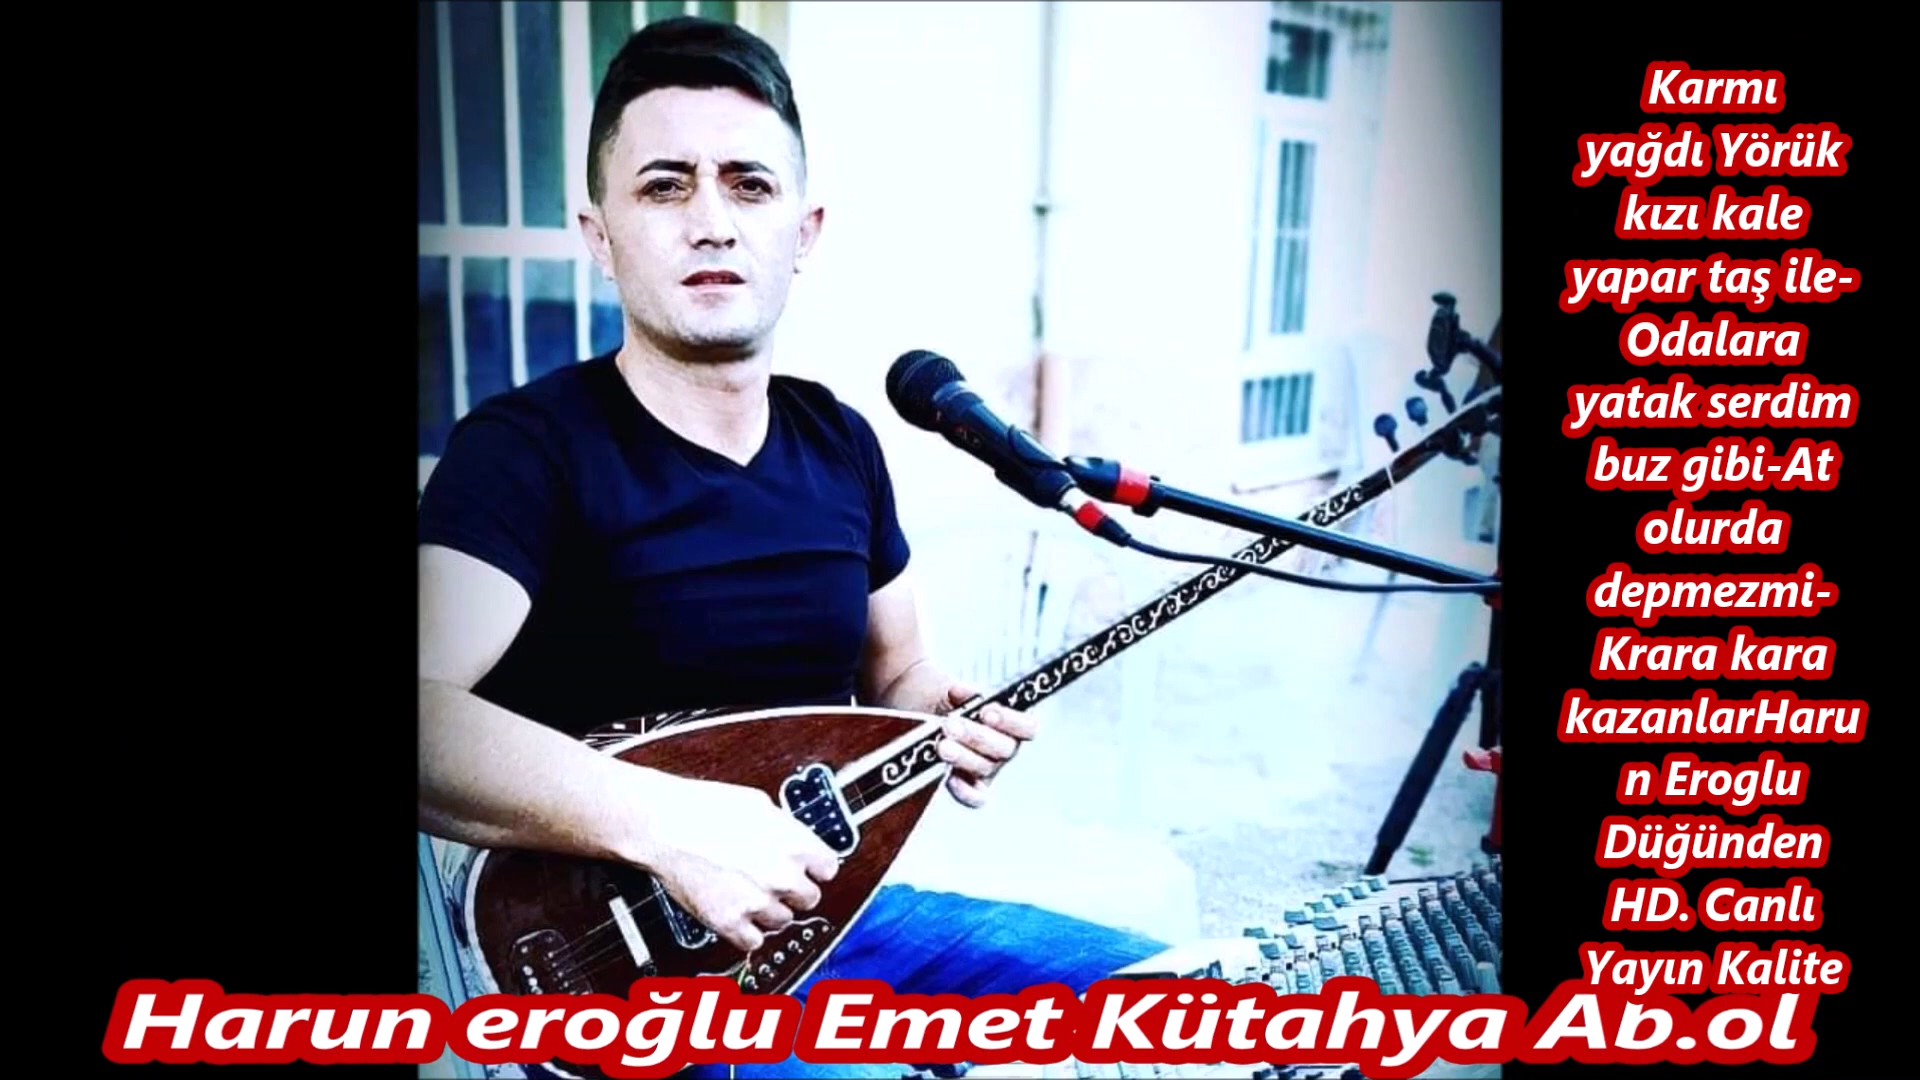 Karmı
yağdı Yörük
kızı kale
yapar taş ile-
Odalara
yatak serdim
buz gibi-At
olurda
depmezmi-
Krara kara
kazanlarHaru
n Eroglu
Düğünden
HD. Canlı
Yayın Kalite
Harun eroğlu Emet Kütahya Ab.ol